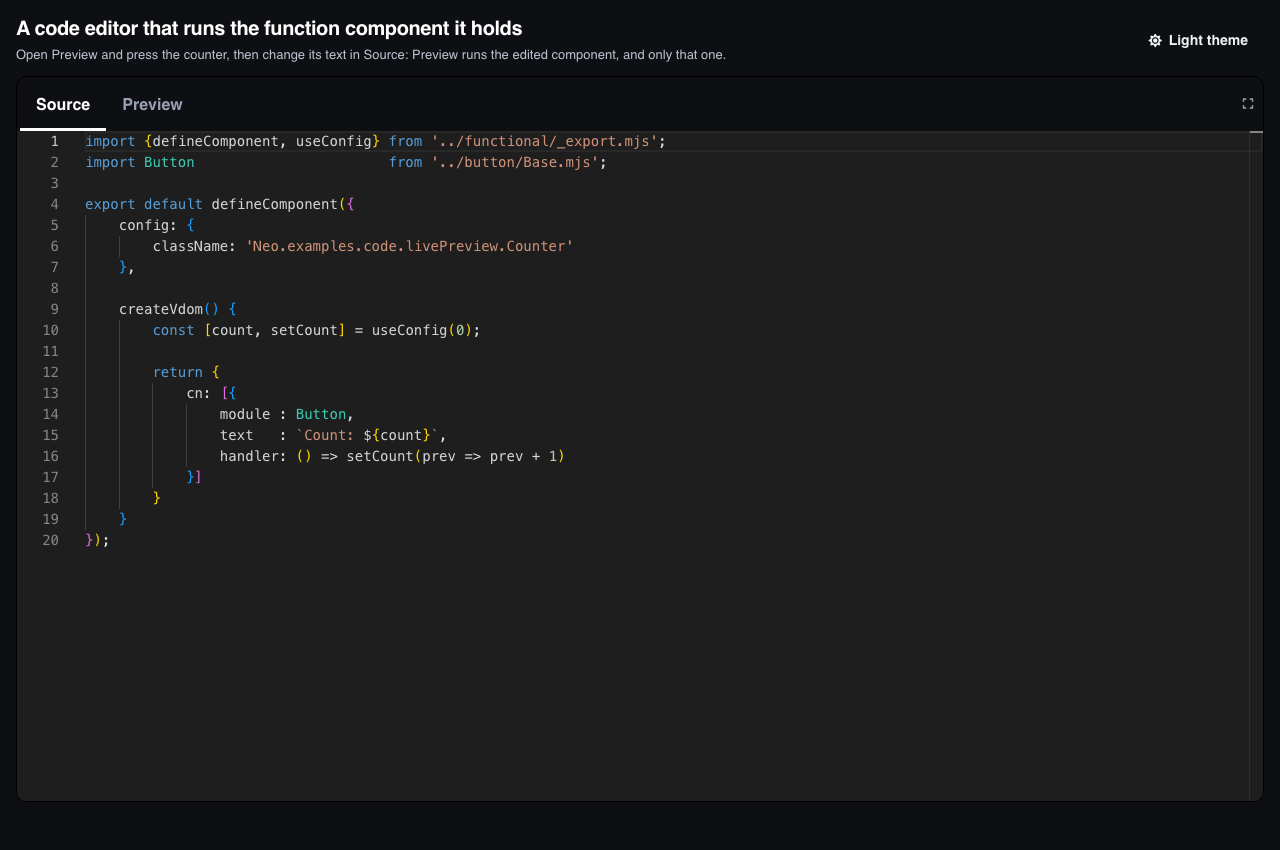 A code editor that runs the function component it holds
Open Preview and press the counter, then change its text in Source: Preview runs the edited component, and only that one.
Light theme
Source Preview
1 import {defineComponent, useConfig} from '../functional/_export.mjs';
2 import Button                       from '../button/Base.mjs';
3
4 export default defineComponent({
5     config: {
6         className: 'Neo.examples.code.livePreview.Counter'
7     },
8
9     createVdom() {
10         const [count, setCount] = useConfig(0);
11
12         return {
13             cn: [{
14                 module : Button,
15                 text   : `Count: ${count}`,
16                 handler: () => setCount(prev => prev + 1)
17             }]
18         }
19     }
20 });